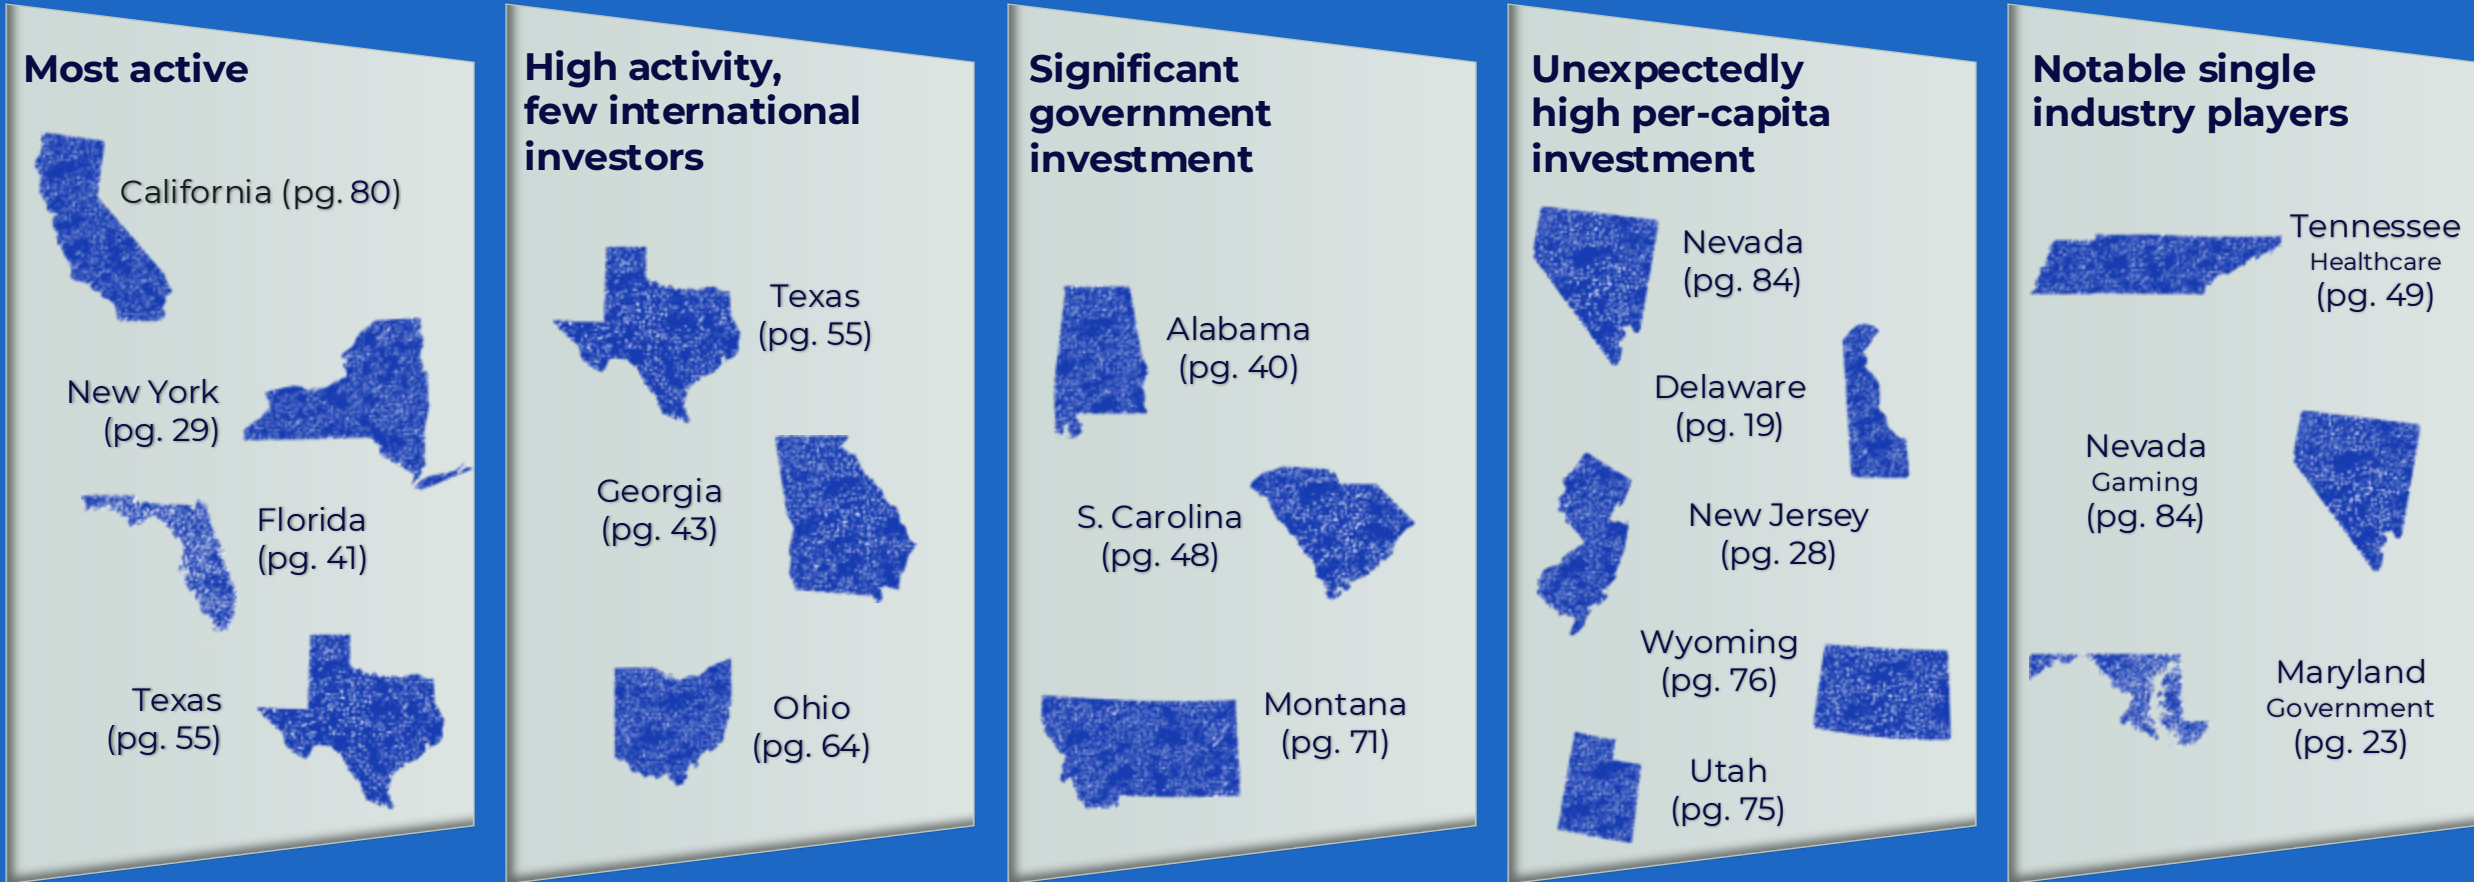 Most active
California (pg. 80)
New York
(pg. 29)
Florida
(pg. 41)
Texas
(pg. 55)
High activity,
few international
investors
Texas
(pg. 55)
Georgia
(pg. 43)
Ohio
(pg. 64)
Significant
government
investment
Alabama
(pg. 40)
S. Carolina
(pg. 48)
Montana
(pg. 71)
Unexpectedly
high per-capita
investment
Nevada
(pg. 84)
Delaware
(pg. 19)
New Jersey
(pg. 28)
Wyoming
(pg. 76)
Utah
(pg. 75)
Notable single
industry players
Tennessee
Healthcare
(pg. 49)
Nevada
Gaming
(pg. 84)
Maryland
Government
(pg. 23)